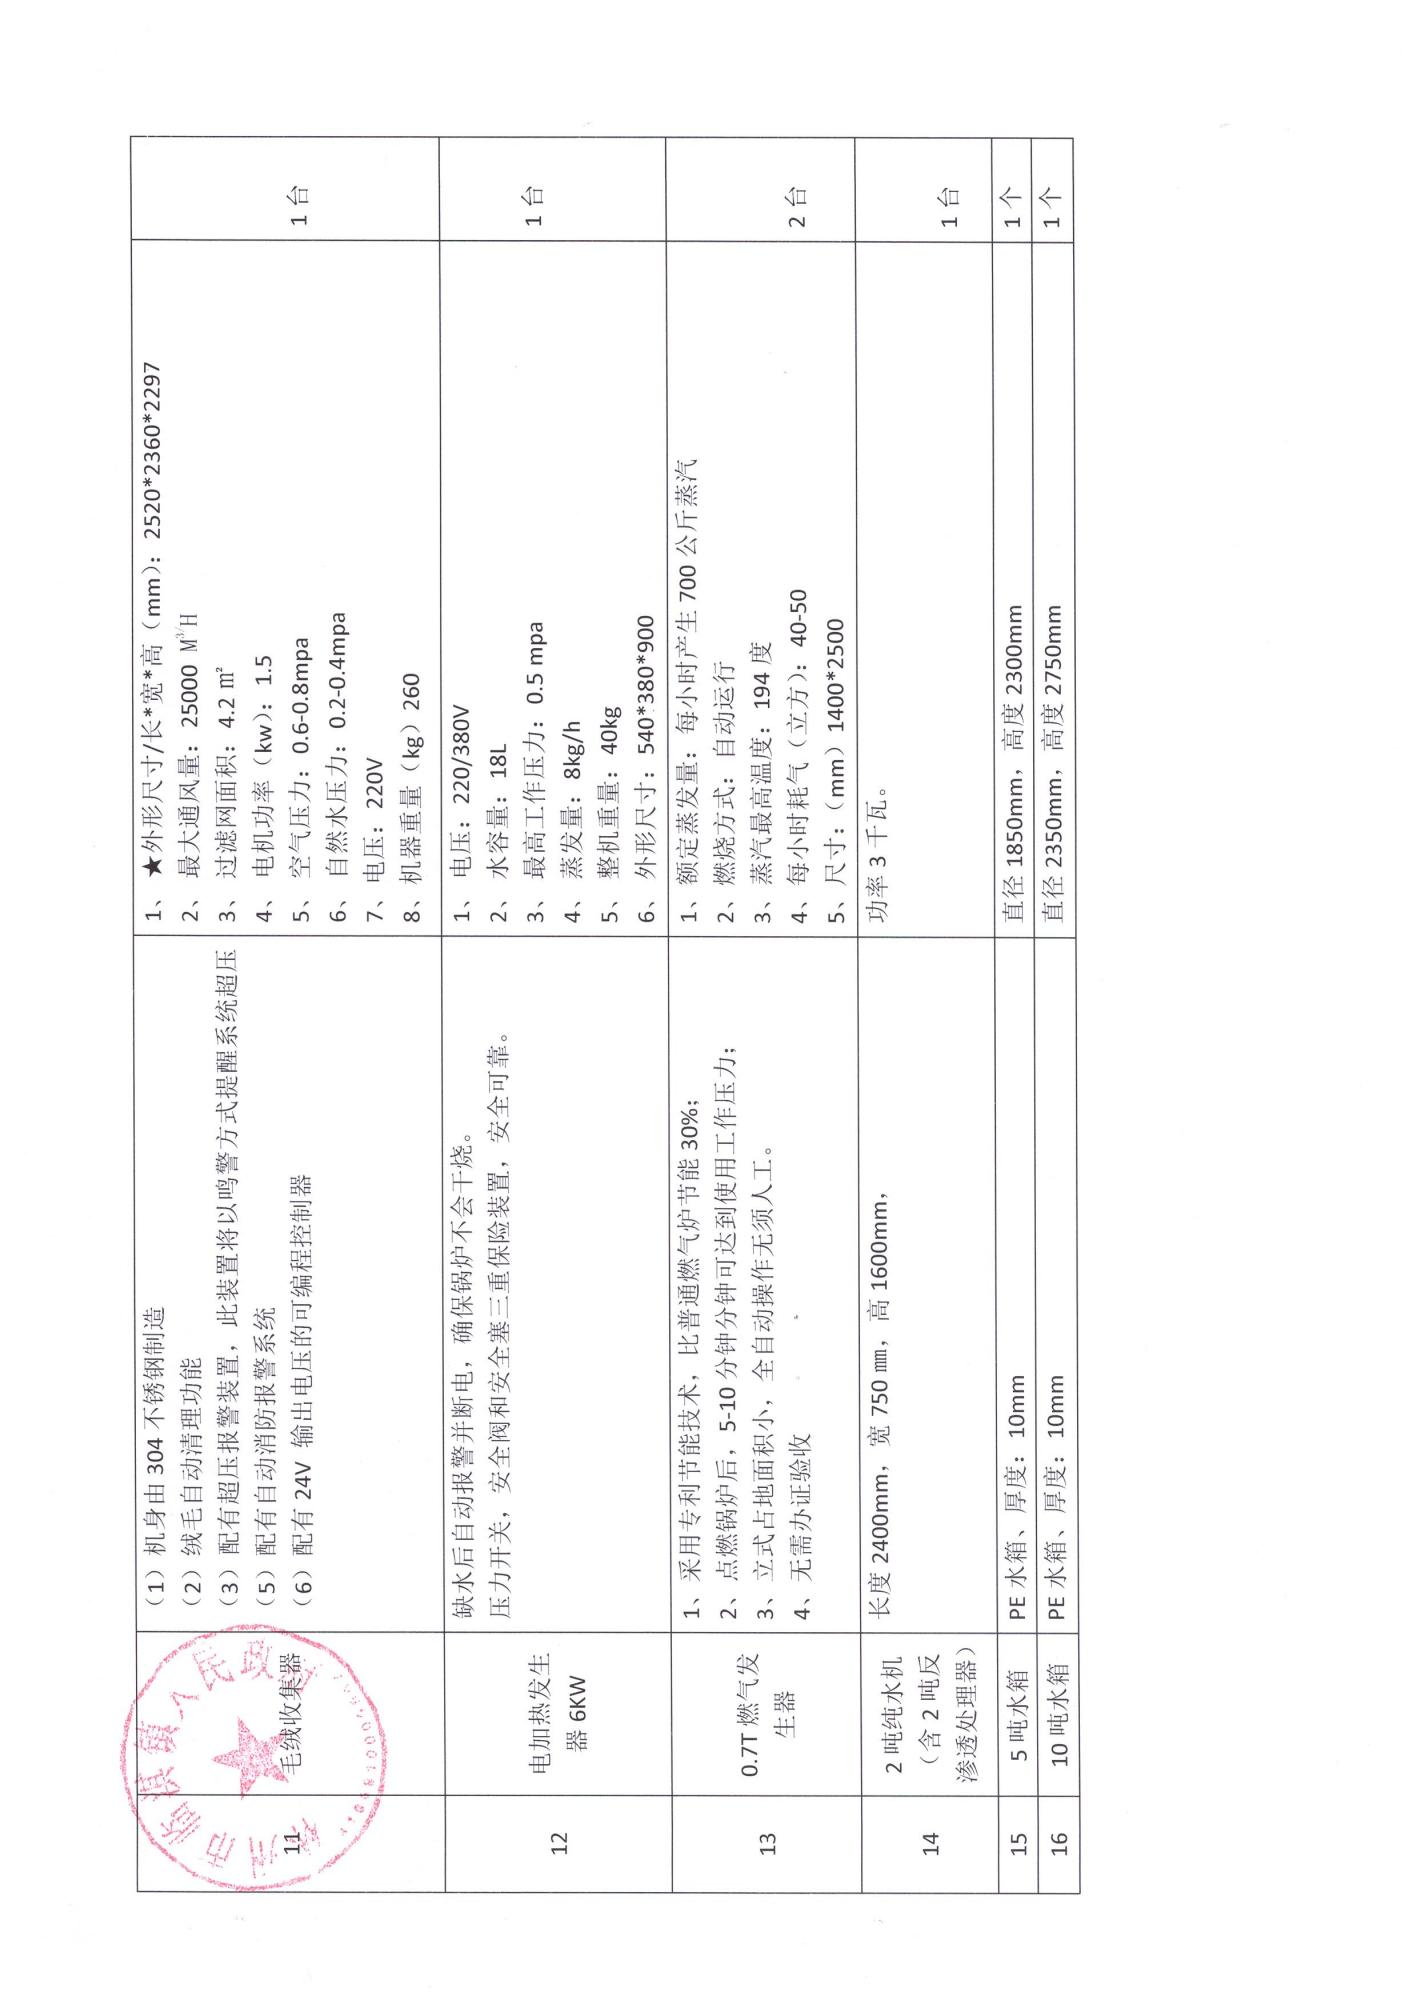 11
毛绒收集器
（1）机身由 304 不锈钢制造
（2）绒毛自动清理功能
（3）配有超压报警装置，此装置将以鸣警方式提醒系统超压
（5）配有自动消防报警系统
（6）配有 24V 输出电压的可编程控制器
1、★外形尺寸/长*宽*高（mm）：2520*2360*2297
2、最大通风量：25000 M³/H
3、过滤网面积：4.2 ㎡
4、电机功率（kw）：1.5
5、空气压力：0.6-0.8mpa
6、自然水压力：0.2-0.4mpa
7、电压：220V
8、机器重量（kg）260
1 台
12
电加热发生
器 6KW
缺水后自动报警并断电，确保锅炉不会干烧。
压力开关，安全阀和安全塞三重保险装置，安全可靠。
1、电压：220/380V
2、水容量：18L
3、最高工作压力：0.5 mpa
4、蒸发量：8kg/h
5、整机重量：40kg
6、外形尺寸：540*380*900
1 台
13
0.7T 燃气发
生器
1、采用专利节能技术，比普通燃气炉节能 30%；
2、点燃锅炉后，5-10 分钟分钟可达到使用工作压力；
3、立式占地面积小，全自动操作无须人工。
4、无需办证验收
1、额定蒸发量：每小时产生 700 公斤蒸汽
2、燃烧方式：自动运行
3、蒸汽最高温度：194 度
4、每小时耗气（立方）：40-50
5、尺寸：（mm）1400*2500
2 台
14
2 吨纯水机
（含 2 吨反
渗透处理器）
长度 2400mm，宽 750 ㎜，高 1600mm，
功率 3 千瓦。
1 台
15
5 吨水箱
PE 水箱、厚度：10mm
直径 1850mm，高度 2300mm
1 个
16
10 吨水箱
PE 水箱、厚度：10mm
直径 2350mm，高度 2750mm
1 个